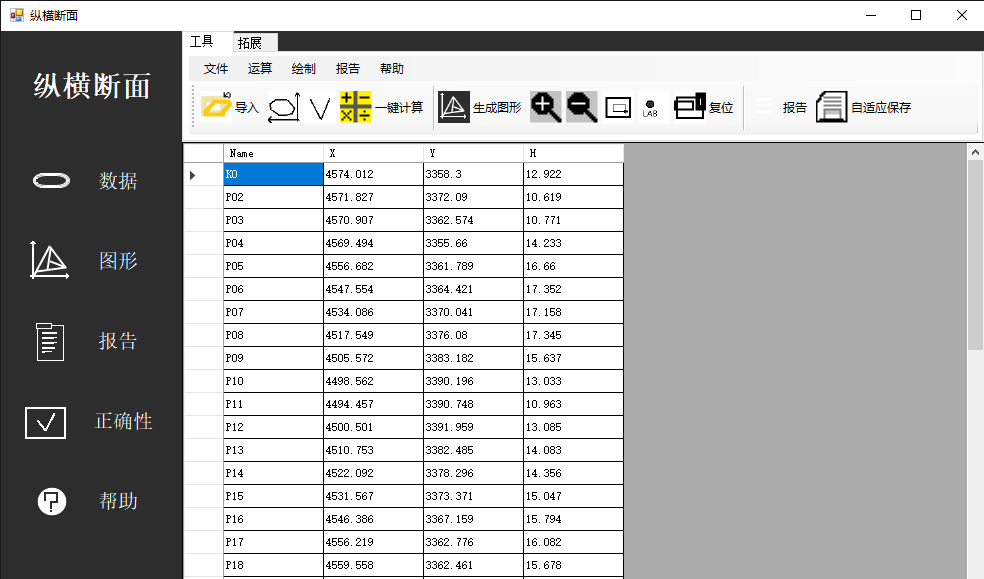 纵横断面
纵横断面
数据
图形
报告
正确性
帮助
工具 拓展
文件 运算 绘制 报告 帮助
导入 一键计算 生成图形 LAB 复位 报告 自适应保存
Name X Y H
K0 4574.012 3358.3 12.922
P02 4571.827 3372.09 10.619
P03 4570.907 3362.574 10.771
P04 4569.494 3355.66 14.233
P05 4556.682 3361.789 16.66
P06 4547.554 3364.421 17.352
P07 4534.086 3370.041 17.158
P08 4517.549 3376.08 17.345
P09 4505.572 3383.182 15.637
P10 4498.562 3390.196 13.033
P11 4494.457 3390.748 10.963
P12 4500.501 3391.959 13.085
P13 4510.753 3382.485 14.083
P14 4522.092 3378.296 14.356
P15 4531.567 3373.371 15.047
P16 4546.386 3367.159 15.794
P17 4556.219 3362.776 16.082
P18 4559.558 3362.461 15.678